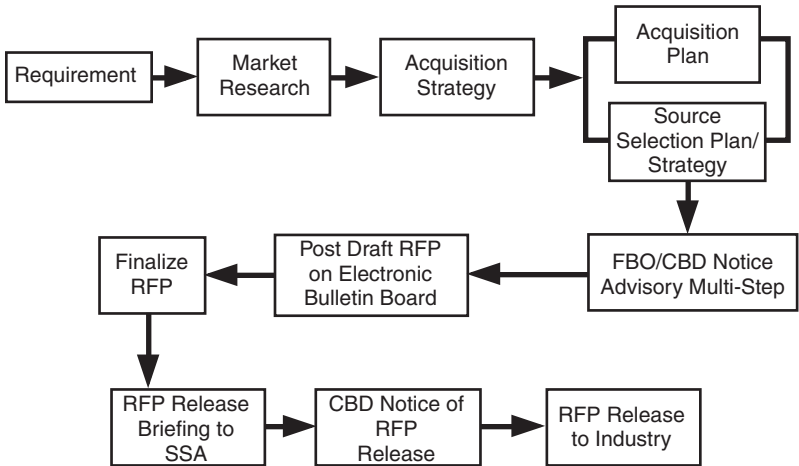 Requirement
Market
Research
Acquisition
Strategy
Acquisition
Plan
Source
Selection Plan/
Strategy
FBO/CBD Notice
Advisory Multi-Step
Post Draft RFP
on Electronic
Bulletin Board
Finalize
RFP
RFP Release
Briefing to
SSA
CBD Notice of
RFP
Release
RFP Release
to Industry